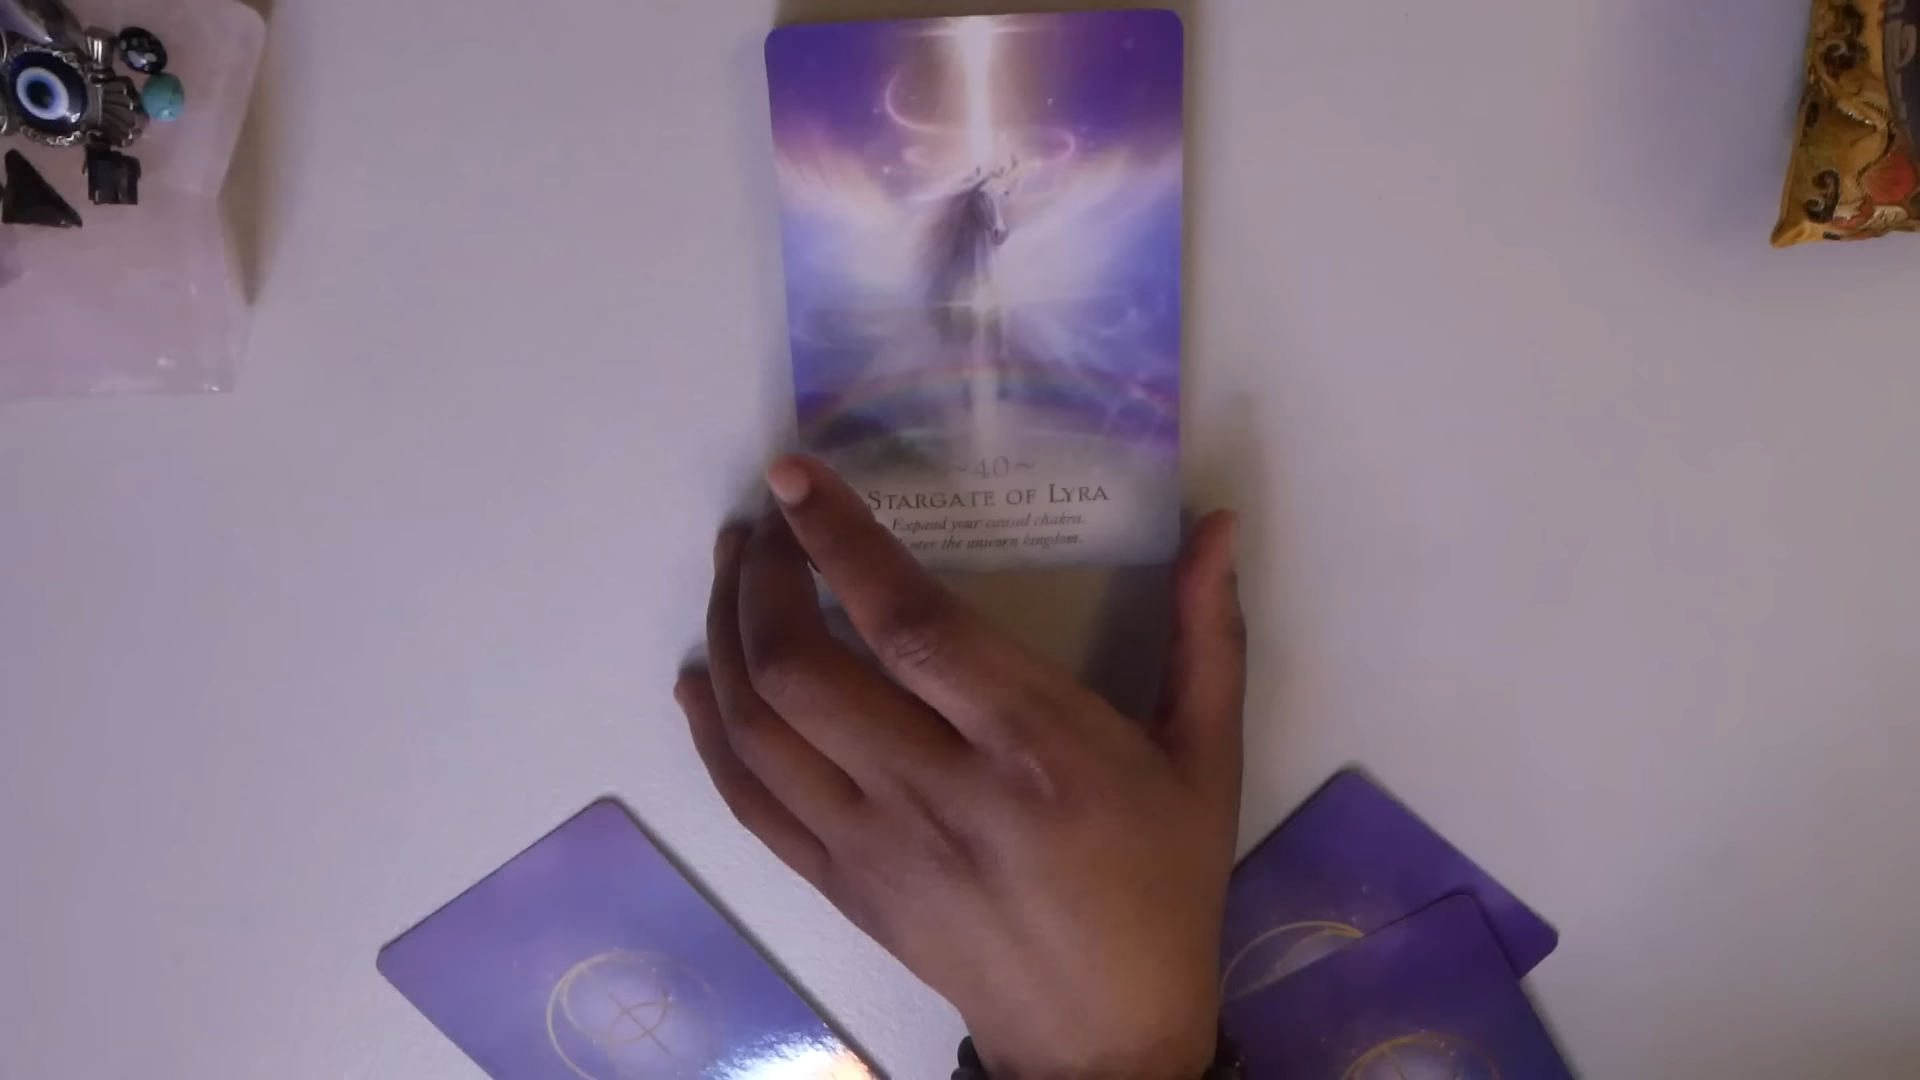 ~40~
STARGATE OF LYRA
Expand your causal chakra.
Enter the unicorn kingdom.